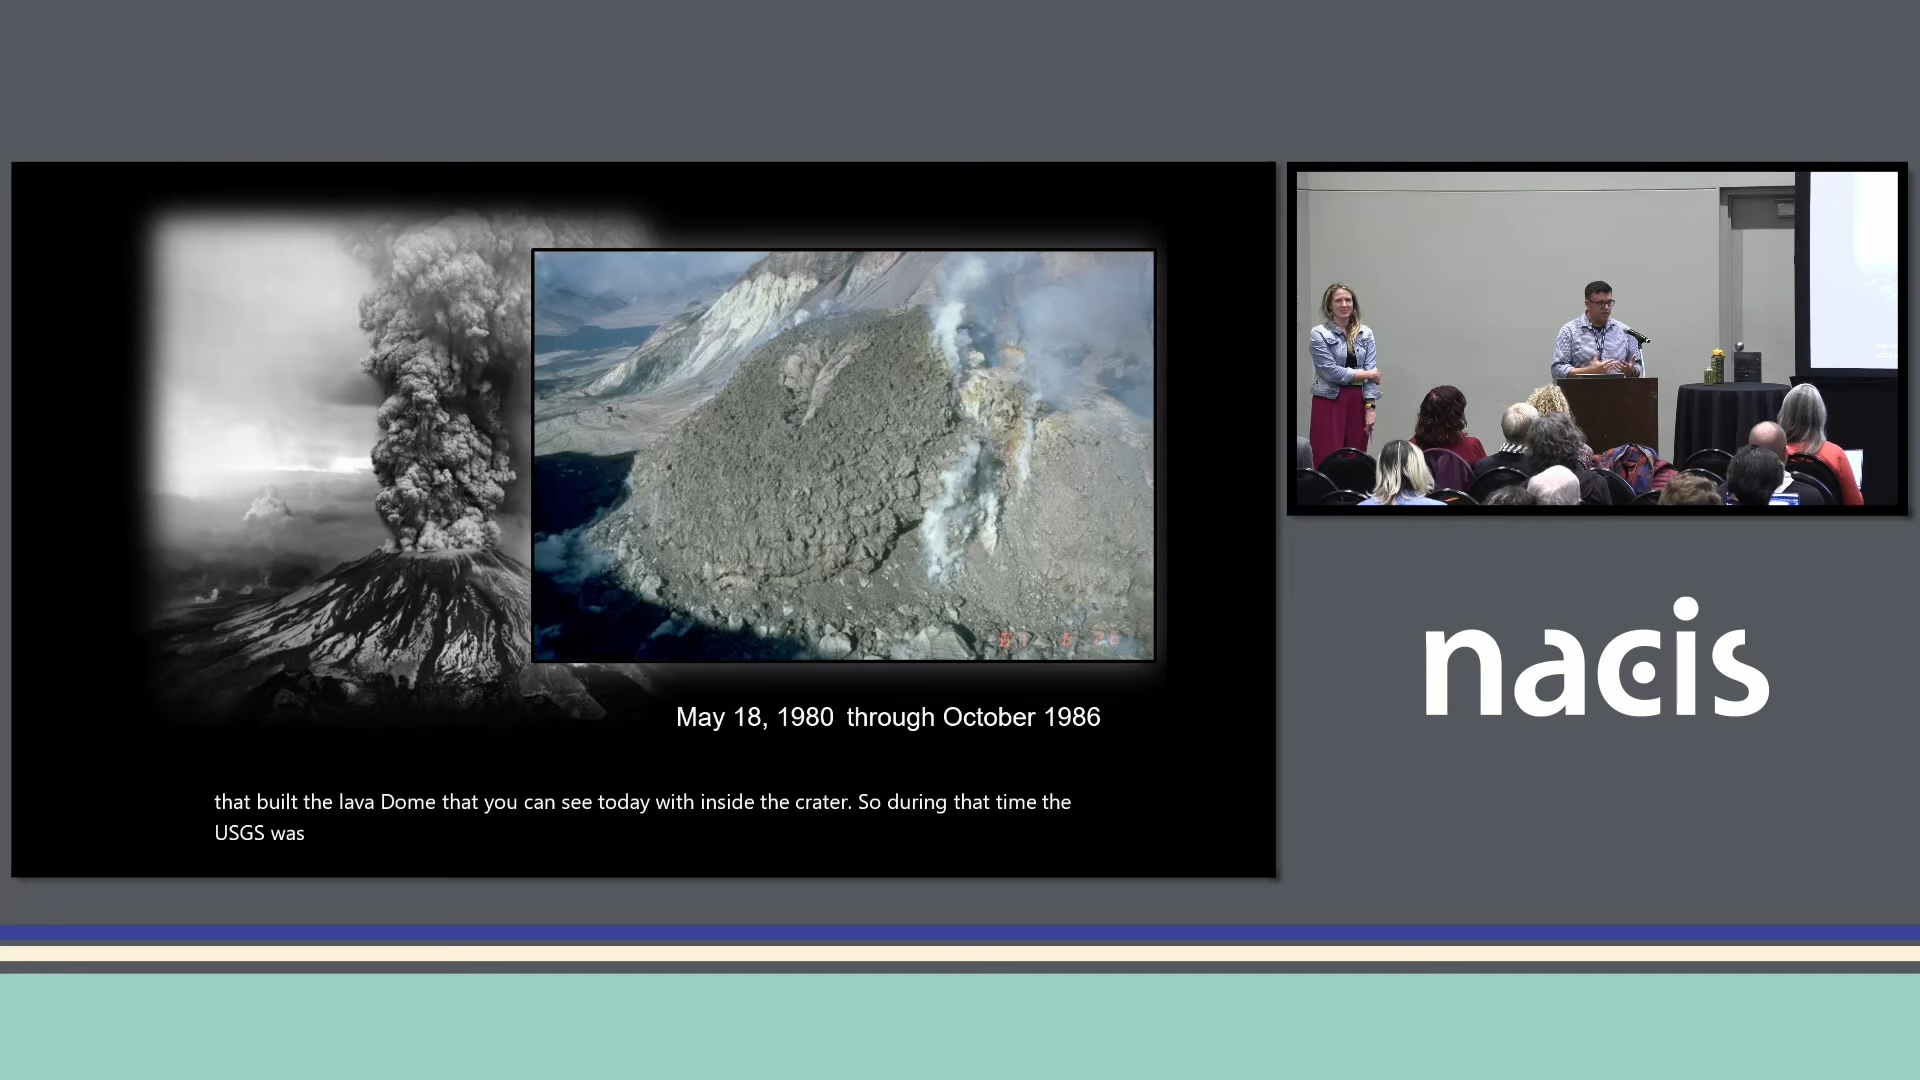 May 18, 1980 through October 1986
that built the lava Dome that you can see today with inside the crater. So during that time the
USGS was
nacis